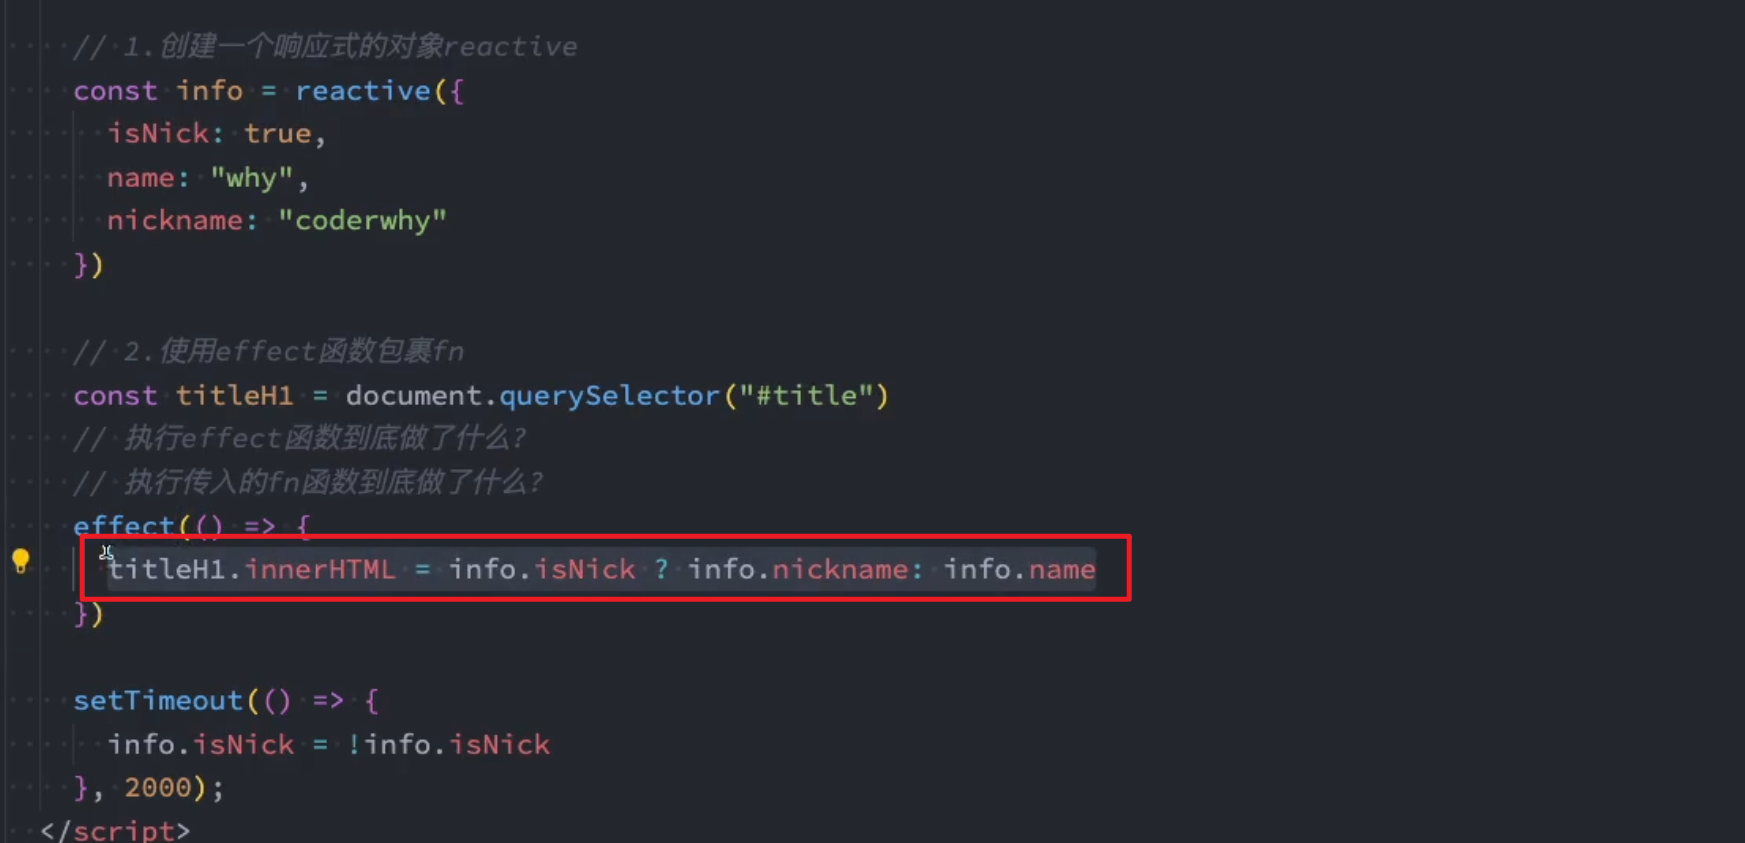 // 1.创建一个响应式的对象reactive
const info = reactive({
isNick: true,
name: "why",
nickname: "coderwhy"
})
// 2.使用effect函数包裹fn
const titleH1 = document.querySelector("#title")
// 执行effect函数到底做了什么?
// 执行传入的fn函数到底做了什么?
effect(() => {
titleH1.innerHTML = info.isNick ? info.nickname: info.name
})
setTimeout(() => {
info.isNick = !info.isNick
}, 2000);
</script>